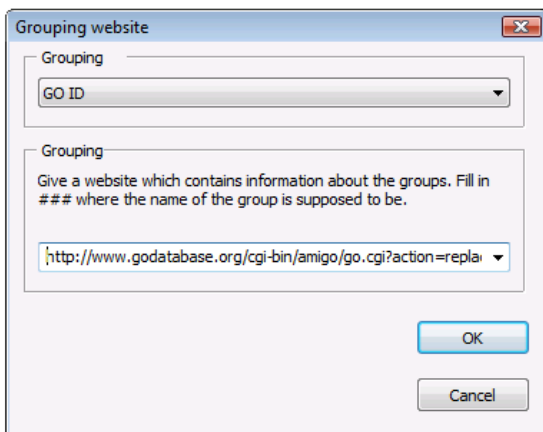 Grouping website
Grouping
GO ID
Grouping
Give a website which contains information about the groups. Fill in
### where the name of the group is supposed to be.
http://www.godatabase.org/cgi-bin/amigo/go.cgi?action=repla
OK
Cancel